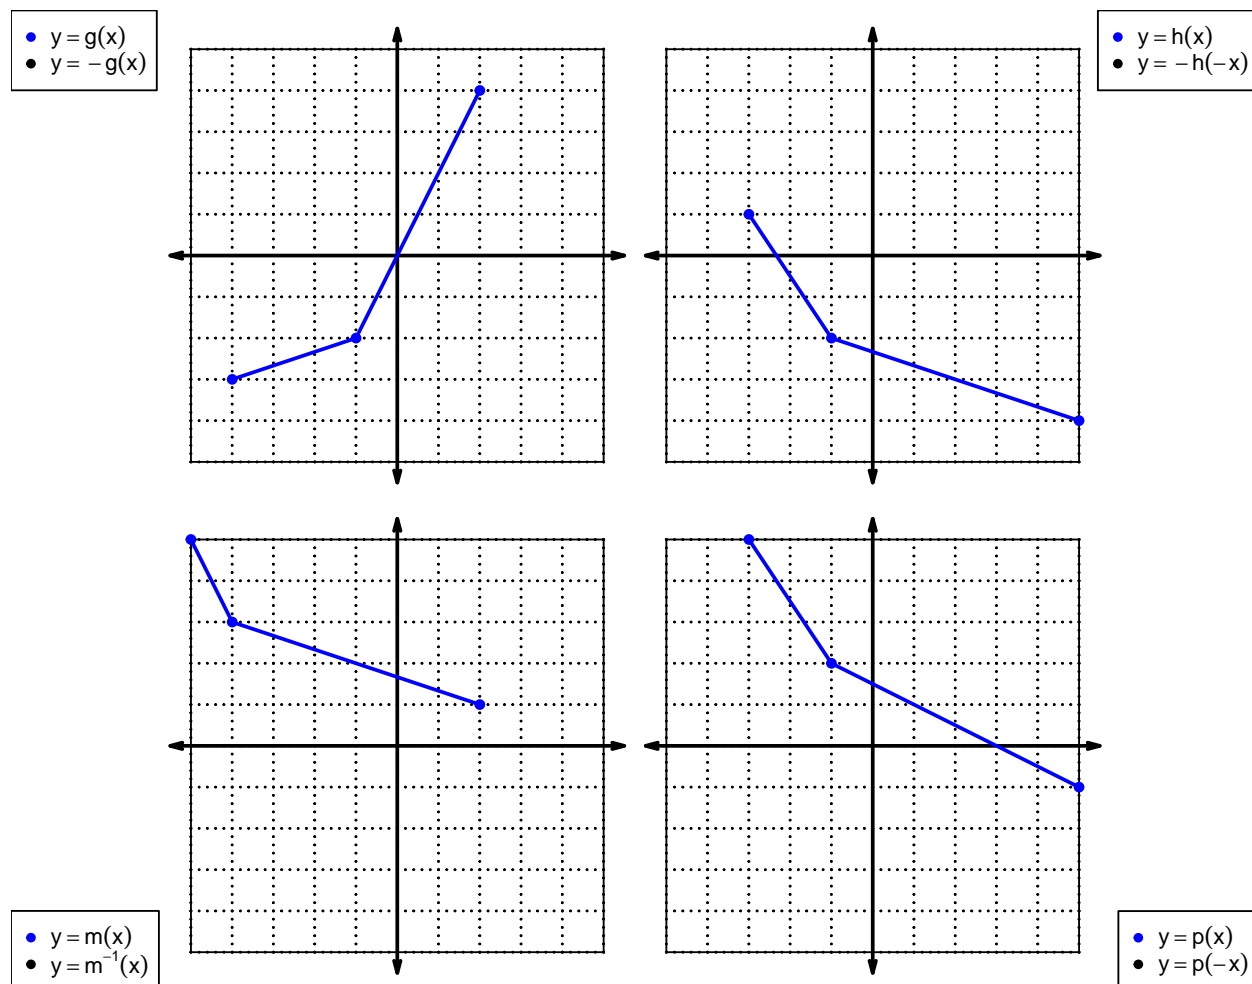 y = g(x)
y = −g(x)
y = h(x)
y = −h(−x)
y = m(x)
y = m⁻¹(x)
y = p(x)
y = p(−x)